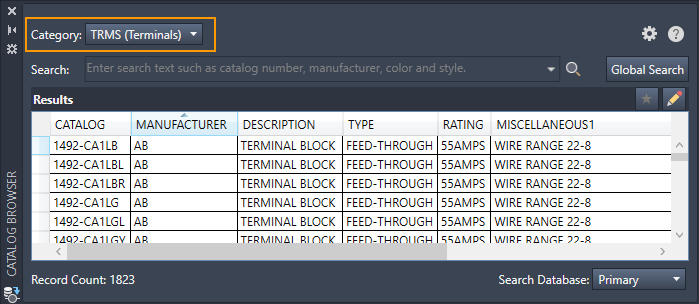 Category: TRMS (Terminals)
Search: Enter search text such as catalog number, manufacturer, color and style. Global Search
Results
CATALOG MANUFACTURER DESCRIPTION TYPE RATING MISCELLANEOUS1
1492-CA1LB AB TERMINAL BLOCK FEED-THROUGH 55AMPS WIRE RANGE 22-8
1492-CA1LBL AB TERMINAL BLOCK FEED-THROUGH 55AMPS WIRE RANGE 22-8
1492-CA1LBR AB TERMINAL BLOCK FEED-THROUGH 55AMPS WIRE RANGE 22-8
1492-CA1LG AB TERMINAL BLOCK FEED-THROUGH 55AMPS WIRE RANGE 22-8
1492-CA1LGL AB TERMINAL BLOCK FEED-THROUGH 55AMPS WIRE RANGE 22-8
1492-CA1LGY AB TERMINAL BLOCK FEED-THROUGH 55AMPS WIRE RANGE 22-8
Record Count: 1823 Search Database: Primary
CATALOG BROWSER